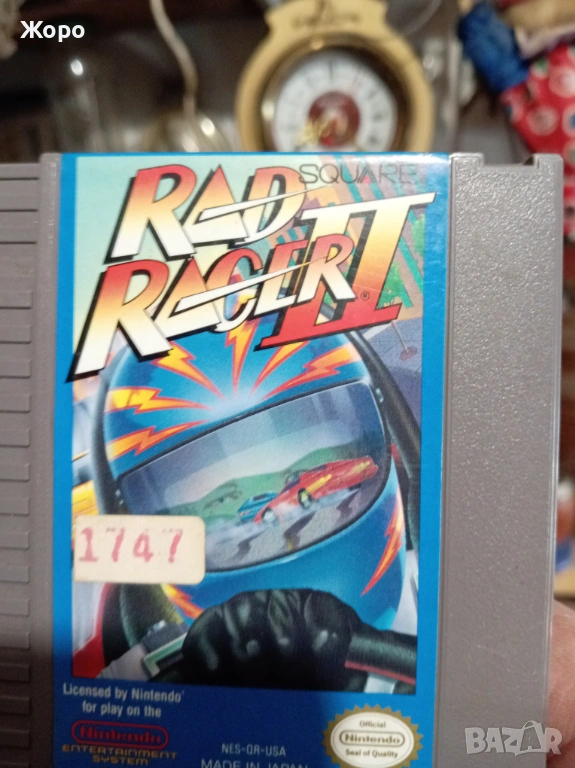 Жоро
SQUARE
RAD
RACER II
®
1747
Licensed by Nintendo®
for play on the
Nintendo
ENTERTAINMENT
SYSTEM
NES-QR-USA
MADE IN JAPAN
Official
Nintendo
Seal of Quality
BAZAR